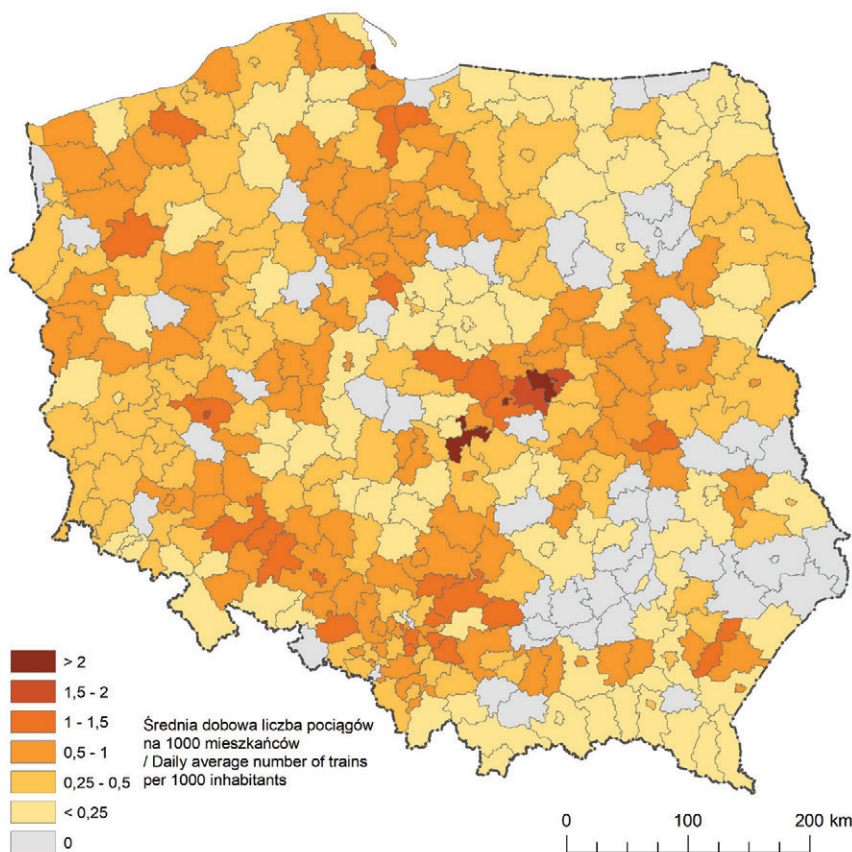 > 2
1,5 - 2
1 - 1,5
0,5 - 1
0,25 - 0,5
< 0,25
0
Średnia dobowa liczba pociągów
na 1000 mieszkańców
/ Daily average number of trains
per 1000 inhabitants
0 100 200 km